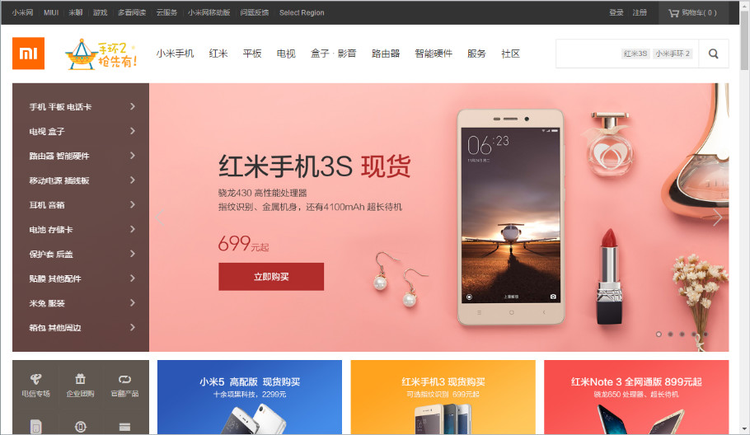 小米网 MIUI 米聊 游戏 多看阅读 云服务 小米网移动版 问题反馈 Select Region 登录 注册 购物车( 0 )
手环2
抢先有!
小米手机 红米 平板 电视 盒子 · 影音 路由器 智能硬件 服务 社区 红米3S 小米手环 2
手机 平板 电话卡
电视 盒子
路由器 智能硬件
移动电源 插线板
耳机 音箱
电池 存储卡
保护套 后盖
贴膜 其他配件
米兔 服装
箱包 其他周边
红米手机3S 现货
骁龙430 高性能处理器
指纹识别、金属机身，还有4100mAh 超长待机
699元起
立即购买
06:23
电信专场 企业团购 官翻产品
小米5 高配版 现货购买
十余项黑科技，2299元
红米手机3 现货购买
可选指纹识别 699元起
红米Note 3 全网通版 899元起
骁龙650 处理器、超长待机